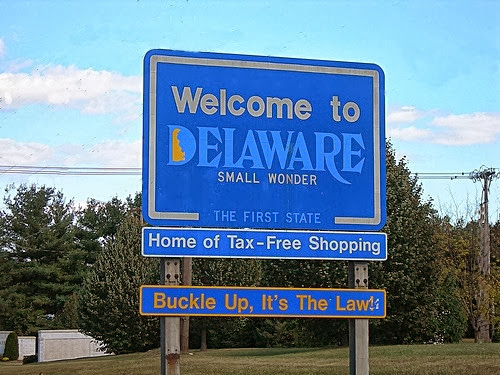 Welcome to
DELAWARE
SMALL WONDER
THE FIRST STATE
Home of Tax-Free Shopping
Buckle Up, It's The Law!